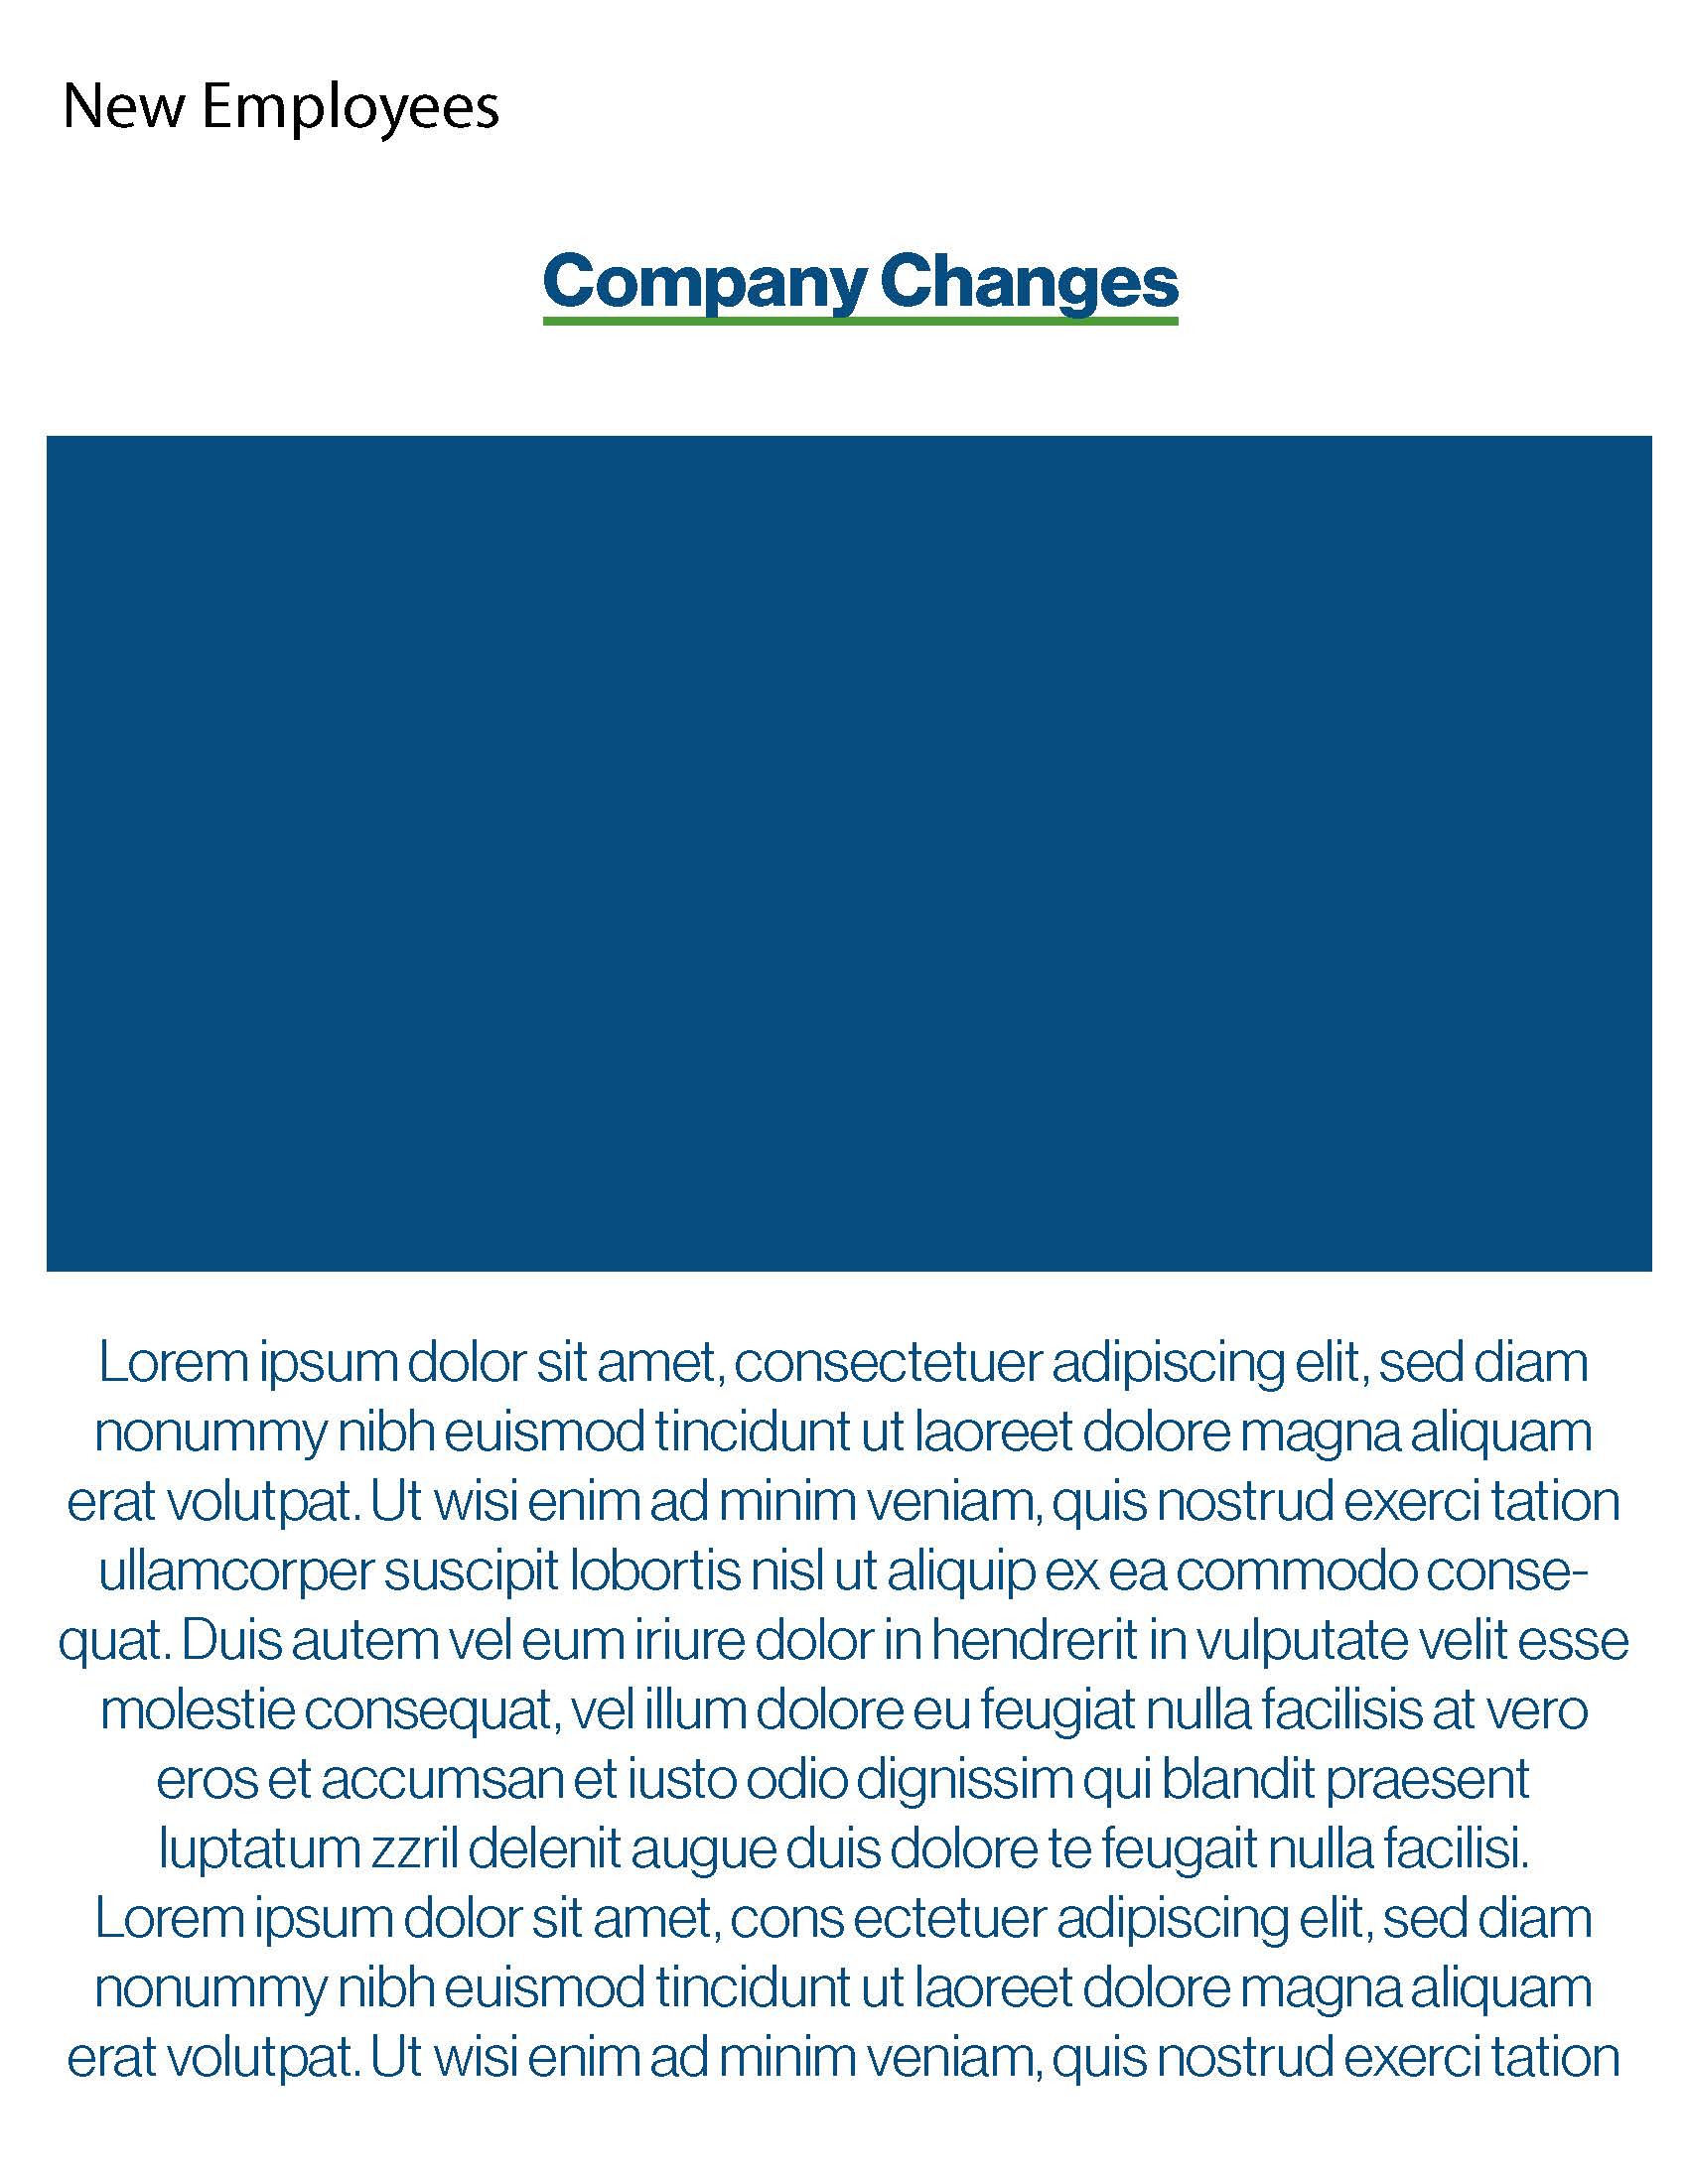 New Employees
Company Changes
Lorem ipsum dolor sit amet, consectetuer adipiscing elit, sed diam
nonummy nibh euismod tincidunt ut laoreet dolore magna aliquam
erat volutpat. Ut wisi enim ad minim veniam, quis nostrud exerci tation
ullamcorper suscipit lobortis nisl ut aliquip ex ea commodo conse-
quat. Duis autem vel eum iriure dolor in hendrerit in vulputate velit esse
molestie consequat, vel illum dolore eu feugiat nulla facilisis at vero
eros et accumsan et iusto odio dignissim qui blandit praesent
luptatum zzril delenit augue duis dolore te feugait nulla facilisi.
Lorem ipsum dolor sit amet, cons ectetuer adipiscing elit, sed diam
nonummy nibh euismod tincidunt ut laoreet dolore magna aliquam
erat volutpat. Ut wisi enim ad minim veniam, quis nostrud exerci tation